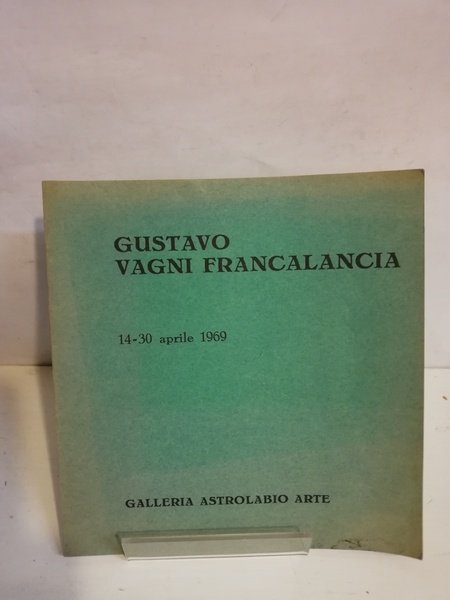 GUSTAVO
VAGNI FRANCALANCIA
14-30 aprile 1969
GALLERIA ASTROLABIO ARTE